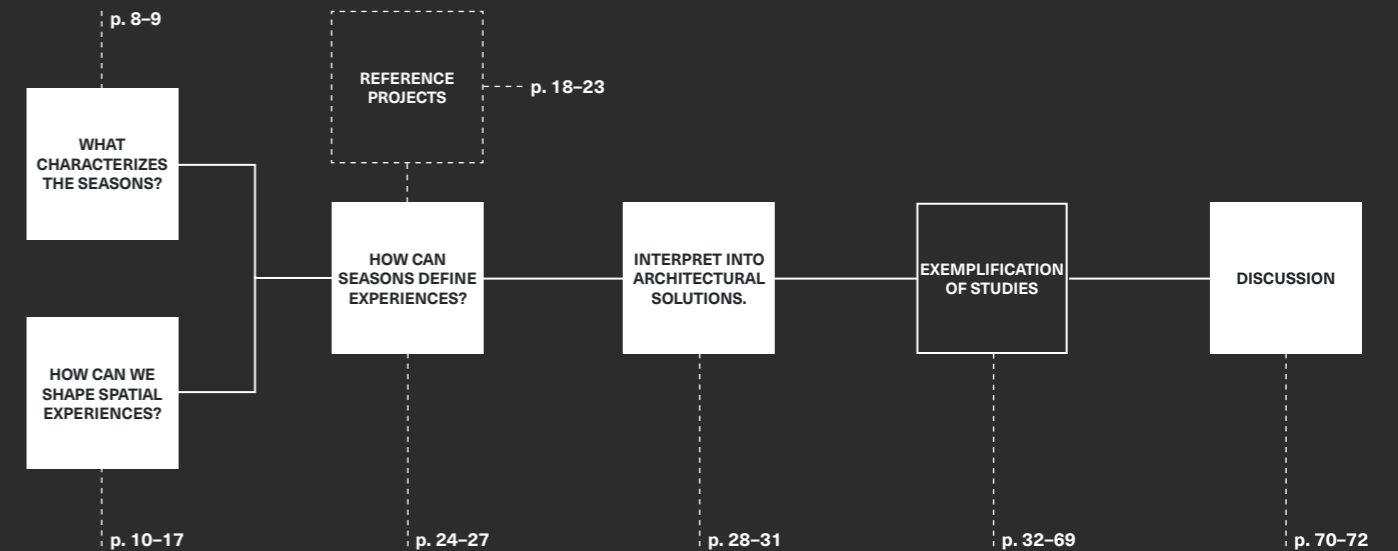 p. 8–9
WHAT
CHARACTERIZES
THE SEASONS?
HOW CAN WE
SHAPE SPATIAL
EXPERIENCES?
p. 10–17
REFERENCE
PROJECTS
p. 18–23
HOW CAN
SEASONS DEFINE
EXPERIENCES?
p. 24–27
INTERPRET INTO
ARCHITECTURAL
SOLUTIONS.
p. 28–31
EXEMPLIFICATION
OF STUDIES
p. 32–69
DISCUSSION
p. 70–72